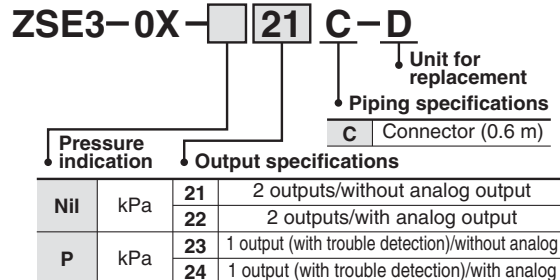 ZSE3-0X- 21 C-D
Unit for
replacement
Piping specifications
C Connector (0.6 m)
Pressure
indication
Output specifications
Nil kPa 21 2 outputs/without analog output
22 2 outputs/with analog output
P kPa 23 1 output (with trouble detection)/without analog
24 1 output (with trouble detection)/with analog